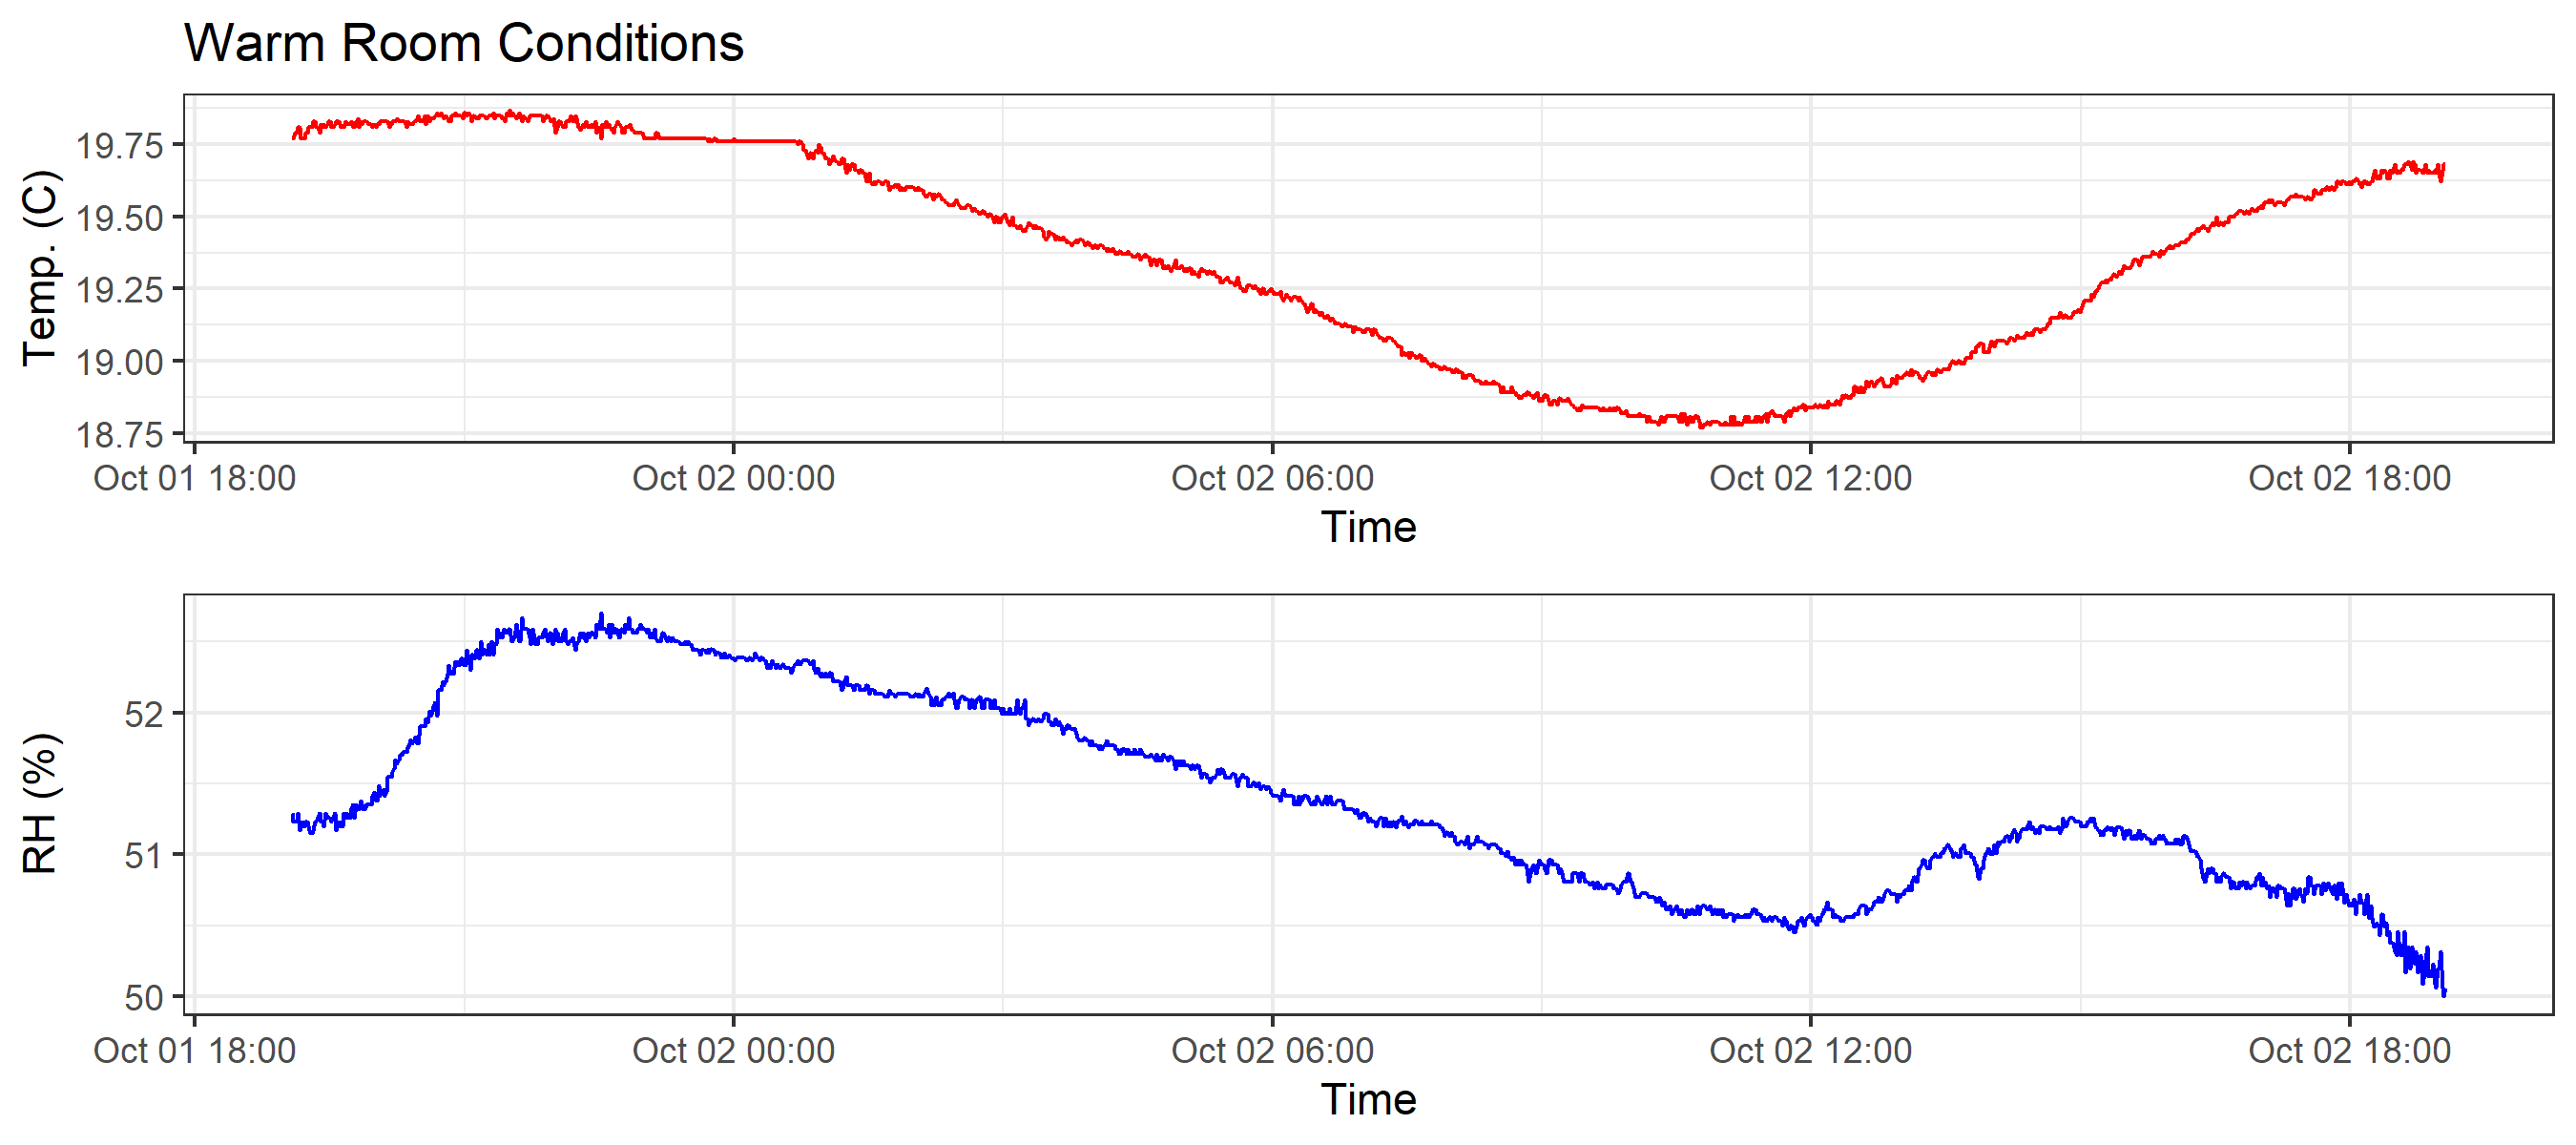 Warm Room Conditions
Temp. (C)
19.75
19.50
19.25
19.00
18.75
Oct 01 18:00 Oct 02 00:00 Oct 02 06:00 Oct 02 12:00 Oct 02 18:00
Time
RH (%)
52
51
50
Oct 01 18:00 Oct 02 00:00 Oct 02 06:00 Oct 02 12:00 Oct 02 18:00
Time